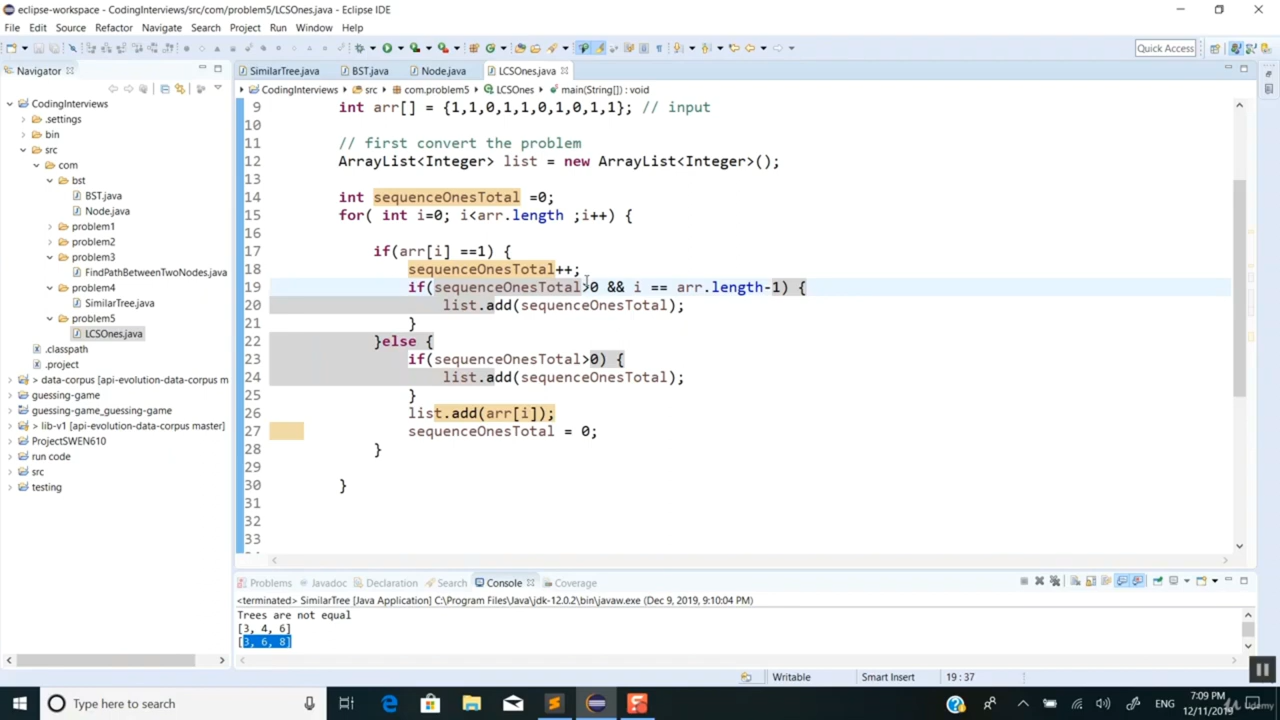 eclipse-workspace - CodingInterviews/src/com/problem5/LCSOnes.java - Eclipse IDE
File Edit Source Refactor Navigate Search Project Run Window Help
Quick Access
Navigator
SimilarTree.java BST.java Node.java LCSOnes.java
CodingInterviews src com.problem5 LCSOnes main(String[]) : void
CodingInterviews
.settings
bin
src
com
bst
BST.java
Node.java
problem1
problem2
problem3
FindPathBetweenTwoNodes.java
problem4
SimilarTree.java
problem5
LCSOnes.java
.classpath
.project
> data-corpus [api-evolution-data-corpus m
guessing-game
guessing-game_guessing-game
> lib-v1 [api-evolution-data-corpus master]
ProjectSWEN610
run code
src
testing
9 int arr[] = {1,1,0,1,1,0,1,0,1,1}; // input
10
11 // first convert the problem
12 ArrayList<Integer> list = new ArrayList<Integer>();
13
14 int sequenceOnesTotal =0;
15 for( int i=0; i<arr.length ;i++) {
16
17 if(arr[i] ==1) {
18 sequenceOnesTotal++;
19 if(sequenceOnesTotal>0 && i == arr.length-1) {
20 list.add(sequenceOnesTotal);
21 }
22 }else {
23 if(sequenceOnesTotal>0) {
24 list.add(sequenceOnesTotal);
25 }
26 list.add(arr[i]);
27 sequenceOnesTotal = 0;
28 }
29
30 }
31
32
33
Problems Javadoc Declaration Search Console Coverage
<terminated> SimilarTree [Java Application] C:\Program Files\Java\jdk-12.0.2\bin\javaw.exe (Dec 9, 2019, 9:10:04 PM)
Trees are not equal
[3, 4, 6]
[3, 6, 8]
Writable Smart Insert 19 : 37
Type here to search
ENG
7:09 PM
12/11/2019
Udemy